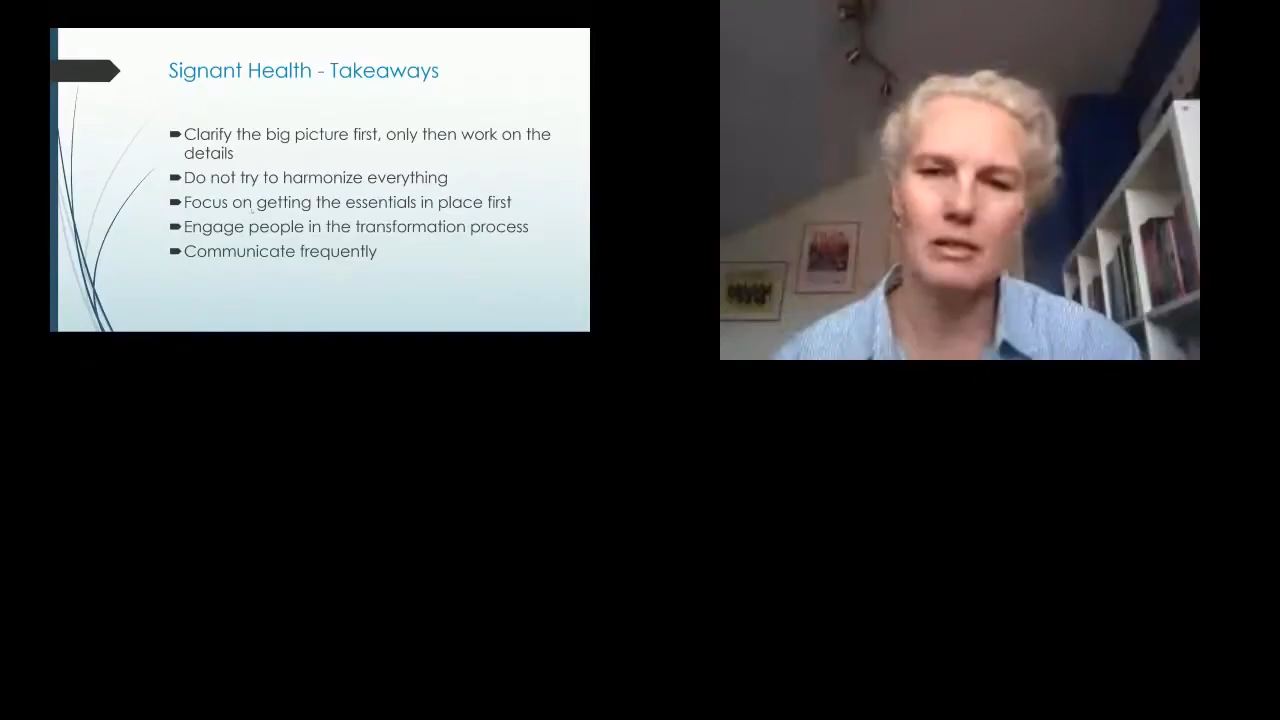 Signant Health - Takeaways
Clarify the big picture first, only then work on the
details
Do not try to harmonize everything
Focus on getting the essentials in place first
Engage people in the transformation process
Communicate frequently